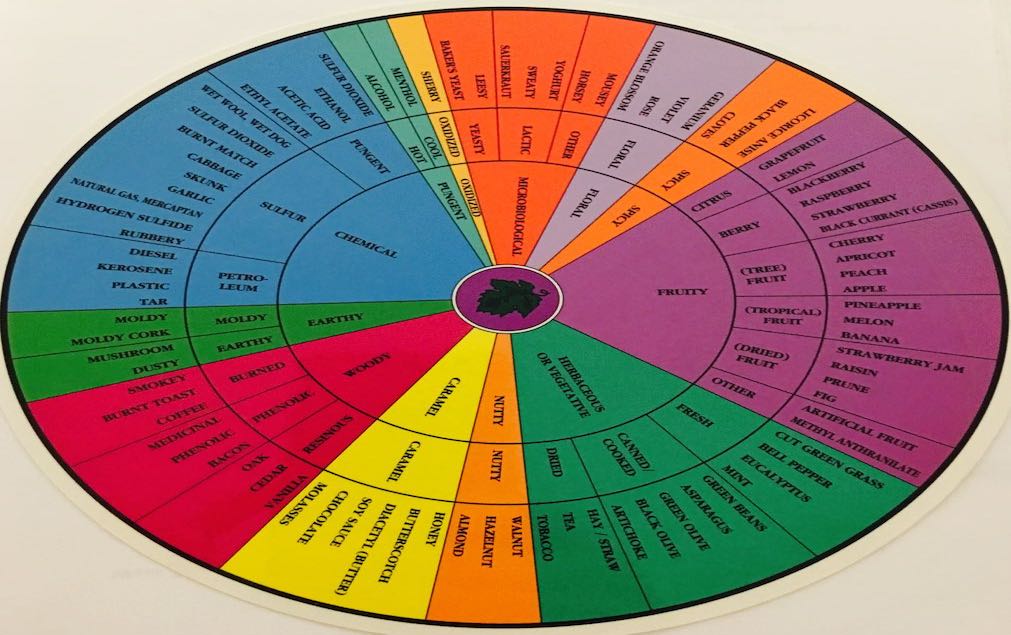 MICROBIOLOGICAL
YEASTY
LACTIC
OTHER
BAKER'S YEAST
LEESY
SAUERKRAUT
SWEATY
YOGHURT
HORSEY
MOUSEY
FLORAL
FLORAL
ORANGE BLOSSOM
ROSE
VIOLET
GERANIUM
SPICY
SPICY
CLOVES
BLACK PEPPER
LICORICE ANISE
FRUITY
CITRUS
GRAPEFRUIT
LEMON
BERRY
BLACKBERRY
RASPBERRY
STRAWBERRY
BLACK CURRANT (CASSIS)
(TREE)
FRUIT
CHERRY
APRICOT
PEACH
APPLE
(TROPICAL)
FRUIT
PINEAPPLE
MELON
BANANA
(DRIED)
FRUIT
STRAWBERRY JAM
RAISIN
PRUNE
FIG
OTHER
ARTIFICIAL FRUIT
METHYL ANTHRANILATE
HERBACEOUS
OR VEGETATIVE
FRESH
CUT GREEN GRASS
BELL PEPPER
EUCALYPTUS
MINT
CANNED/
COOKED
GREEN BEANS
ASPARAGUS
GREEN OLIVE
BLACK OLIVE
ARTICHOKE
DRIED
HAY / STRAW
TEA
TOBACCO
NUTTY
NUTTY
WALNUT
HAZELNUT
ALMOND
CARAMEL
CARAMEL
HONEY
BUTTERSCOTCH
DIACETYL (BUTTER)
SOY SAUCE
CHOCOLATE
MOLASSES
WOODY
RESINOUS
VANILLA
CEDAR
OAK
PHENOLIC
BACON
PHENOLIC
MEDICINAL
BURNED
COFFEE
BURNT TOAST
SMOKEY
EARTHY
EARTHY
DUSTY
MUSHROOM
MOLDY
MOLDY CORK
MOLDY
CHEMICAL
PETRO-
LEUM
TAR
PLASTIC
KEROSENE
DIESEL
SULFUR
RUBBERY
HYDROGEN SULFIDE
NATURAL GAS, MERCAPTAN
GARLIC
SKUNK
CABBAGE
BURNT MATCH
SULFUR DIOXIDE
WET WOOL, WET DOG
PUNGENT
ETHYL ACETATE
ACETIC ACID
ETHANOL
SULFUR DIOXIDE
PUNGENT
HOT
ALCOHOL
COOL
MENTHOL
OXIDIZED
OXIDIZED
SHERRY